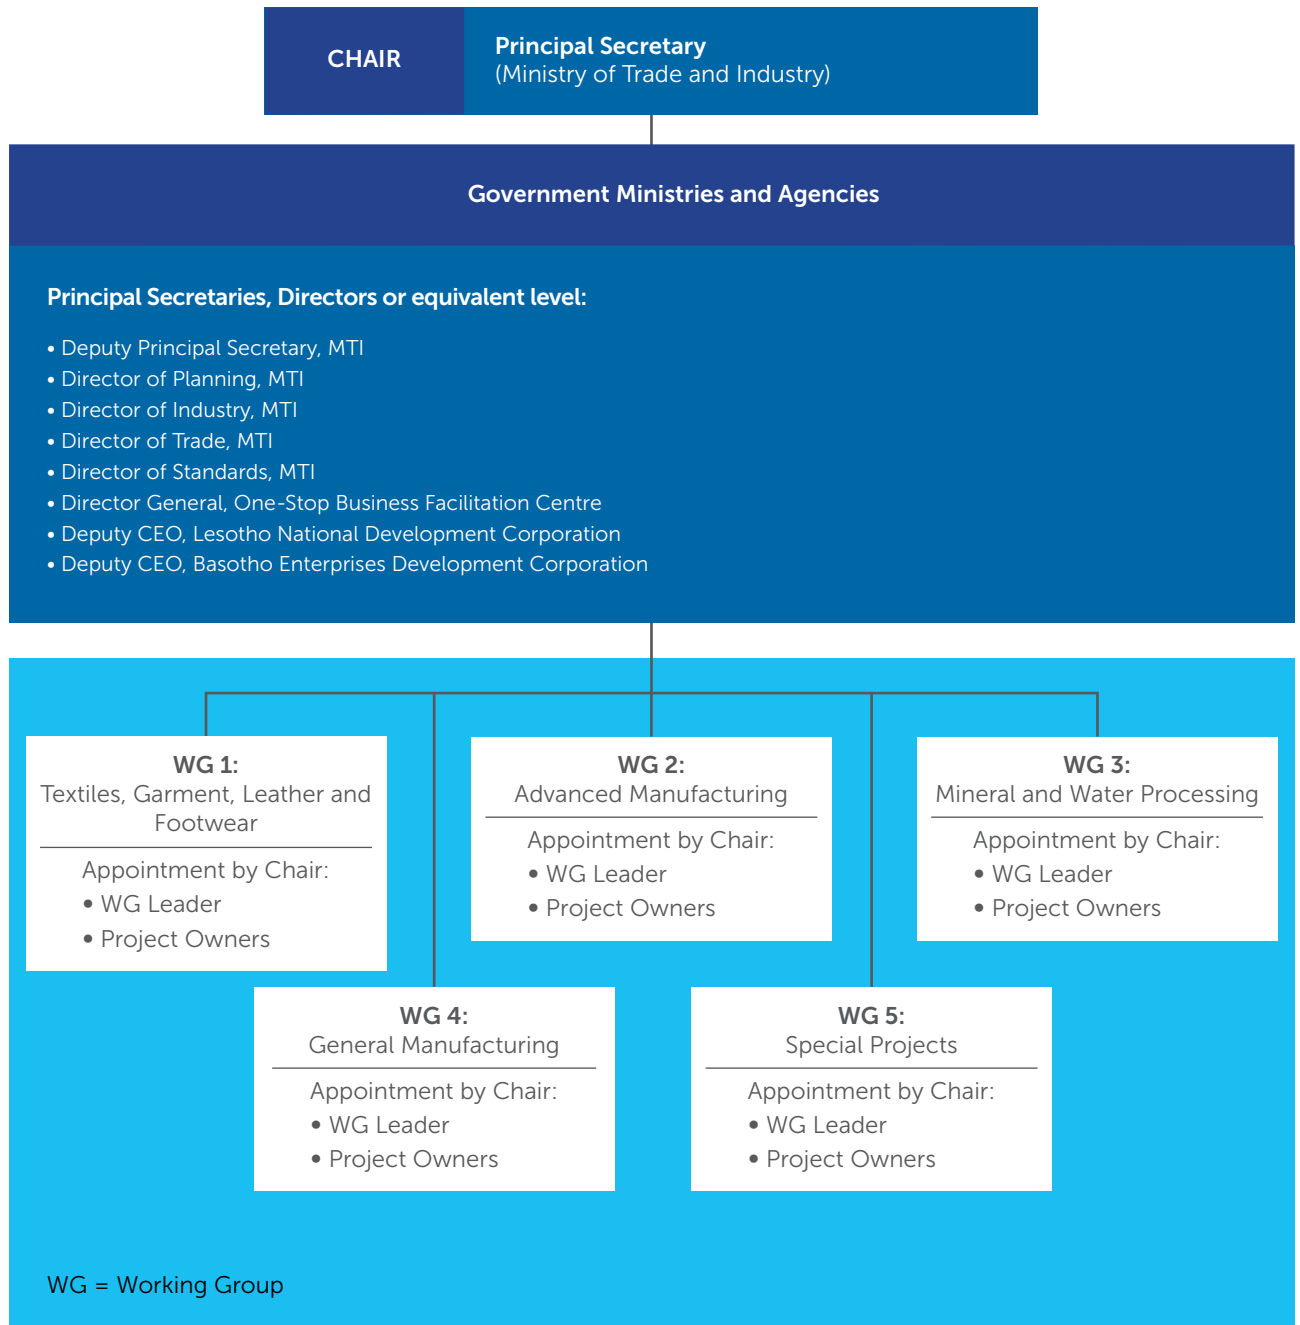 CHAIR
Principal Secretary
(Ministry of Trade and Industry)
Government Ministries and Agencies
Principal Secretaries, Directors or equivalent level:
• Deputy Principal Secretary, MTI
• Director of Planning, MTI
• Director of Industry, MTI
• Director of Trade, MTI
• Director of Standards, MTI
• Director General, One-Stop Business Facilitation Centre
• Deputy CEO, Lesotho National Development Corporation
• Deputy CEO, Basotho Enterprises Development Corporation
WG 1:
Textiles, Garment, Leather and
Footwear
Appointment by Chair:
• WG Leader
• Project Owners
WG 2:
Advanced Manufacturing
Appointment by Chair:
• WG Leader
• Project Owners
WG 3:
Mineral and Water Processing
Appointment by Chair:
• WG Leader
• Project Owners
WG 4:
General Manufacturing
Appointment by Chair:
• WG Leader
• Project Owners
WG 5:
Special Projects
Appointment by Chair:
• WG Leader
• Project Owners
WG = Working Group